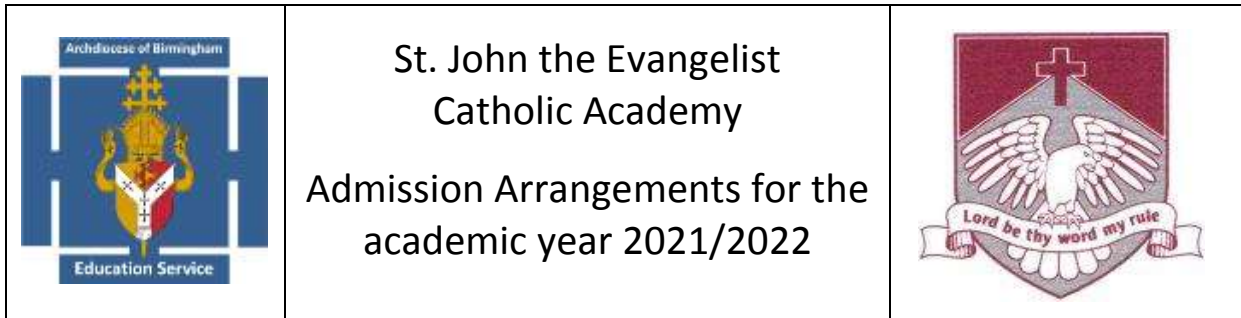 Archdiocese of Birmingham
Education Service
St. John the Evangelist
Catholic Academy
Admission Arrangements for the
academic year 2021/2022
Lord be thy word my rule